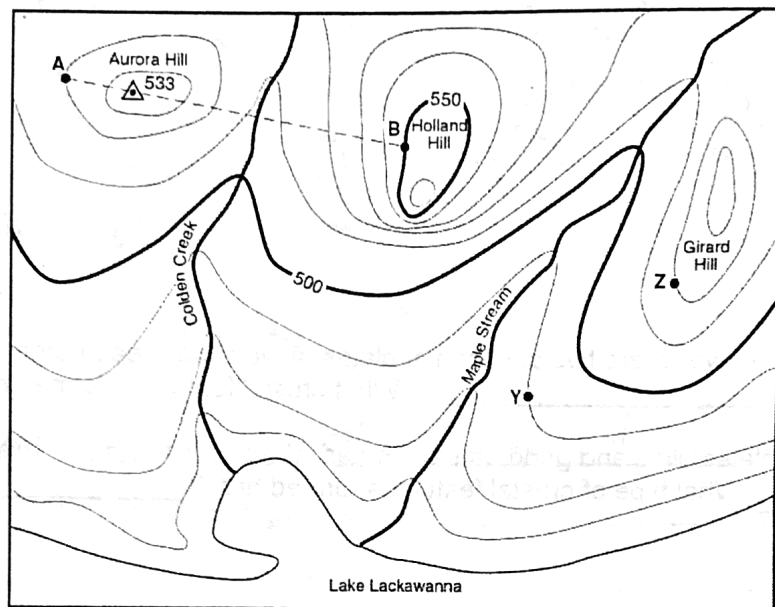 Aurora Hill
A
533
550
B
Holland
Hill
Girard
Hill
Z
Colden Creek
500
Maple Stream
Y
Lake Lackawanna